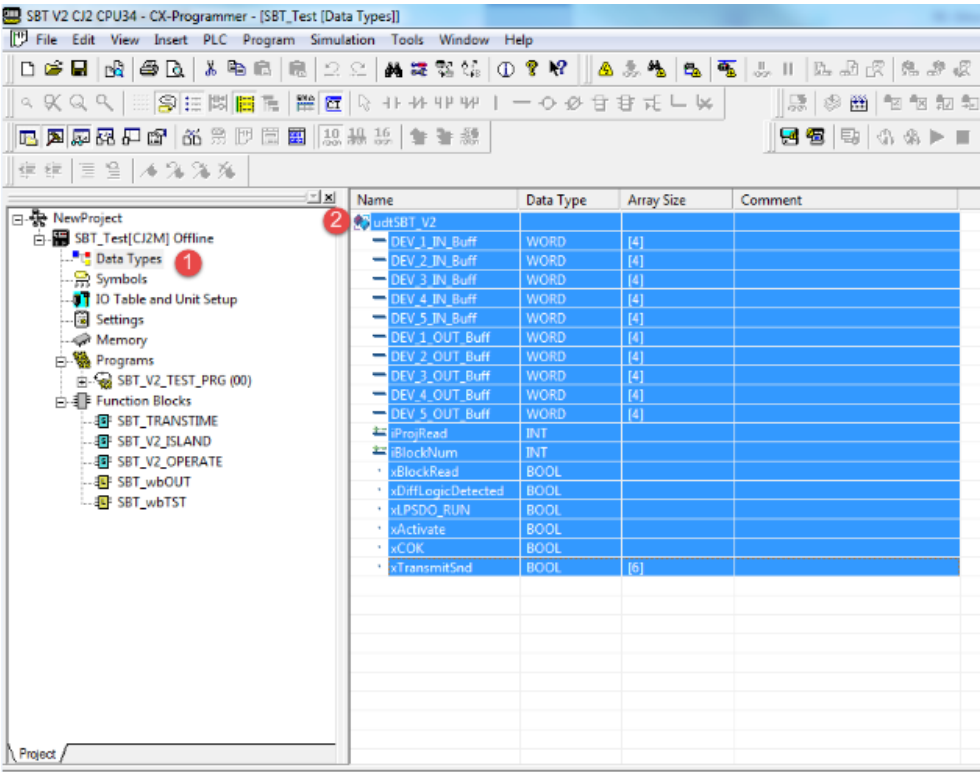 SBT V2 CJ2 CPU34 - CX-Programmer - [SBT_Test [Data Types]]
File Edit View Insert PLC Program Simulation Tools Window Help
10 16
Name Data Type Array Size Comment
NewProject
SBT_Test[CJ2M] Offline
Data Types 1
Symbols
IO Table and Unit Setup
Settings
Memory
Programs
SBT_V2_TEST_PRG (00)
Function Blocks
SBT_TRANSTIME
SBT_V2_ISLAND
SBT_V2_OPERATE
SBT_wbOUT
SBT_wbTST
Project
2 udtSBT_V2
DEV_1_IN_Buff WORD [4]
DEV_2_IN_Buff WORD [4]
DEV_3_IN_Buff WORD [4]
DEV_4_IN_Buff WORD [4]
DEV_5_IN_Buff WORD [4]
DEV_1_OUT_Buff WORD [4]
DEV_2_OUT_Buff WORD [4]
DEV_3_OUT_Buff WORD [4]
DEV_4_OUT_Buff WORD [4]
DEV_5_OUT_Buff WORD [4]
iProjRead INT
iBlockNum INT
xBlockRead BOOL
xDiffLogicDetected BOOL
xLPSDO_RUN BOOL
xActivate BOOL
xCOK BOOL
xTransmitSnd BOOL [6]